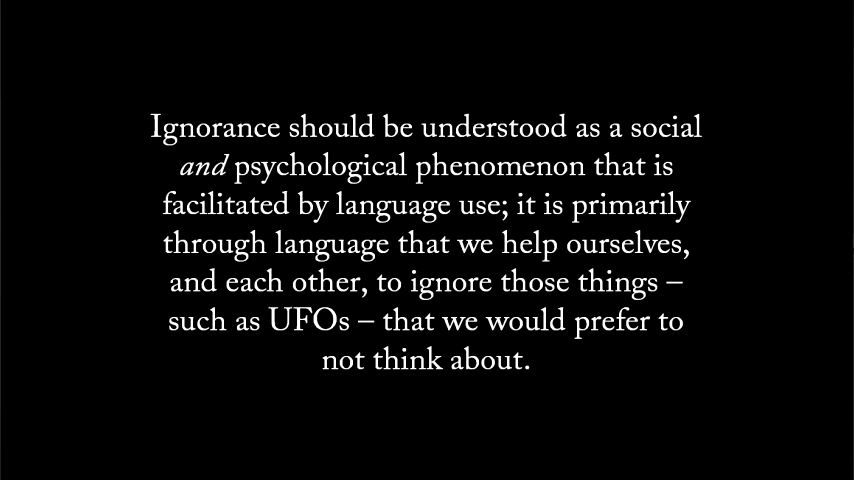 Ignorance should be understood as a social
and psychological phenomenon that is
facilitated by language use; it is primarily
through language that we help ourselves,
and each other, to ignore those things –
such as UFOs – that we would prefer to
not think about.